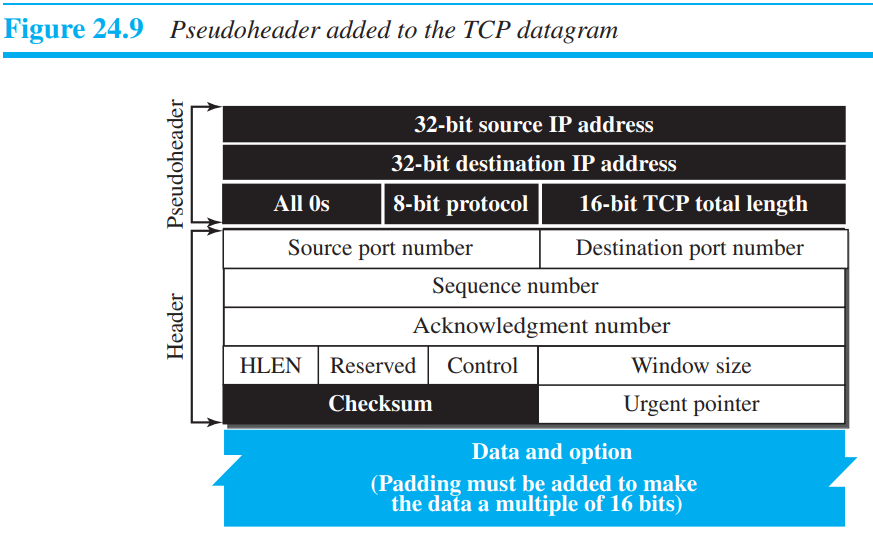 Figure 24.9 Pseudoheader added to the TCP datagram
Pseudoheader
32-bit source IP address
32-bit destination IP address
All 0s 8-bit protocol 16-bit TCP total length
Header
Source port number Destination port number
Sequence number
Acknowledgment number
HLEN Reserved Control Window size
Checksum Urgent pointer
Data and option
(Padding must be added to make
the data a multiple of 16 bits)